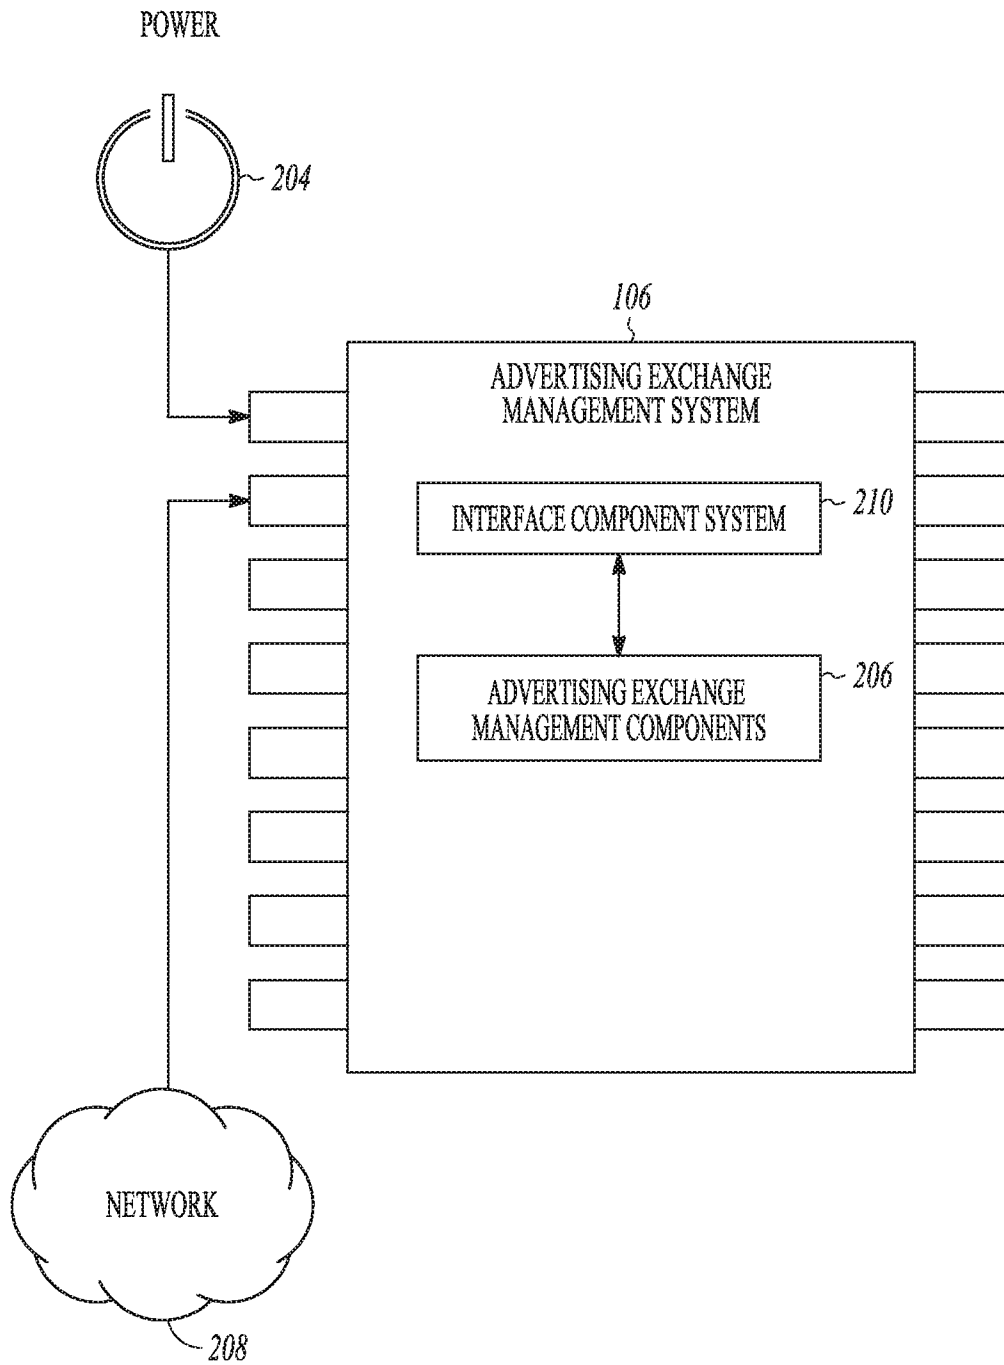 POWER
204
106
ADVERTISING EXCHANGE
MANAGEMENT SYSTEM
INTERFACE COMPONENT SYSTEM
210
ADVERTISING EXCHANGE
MANAGEMENT COMPONENTS
206
NETWORK
208